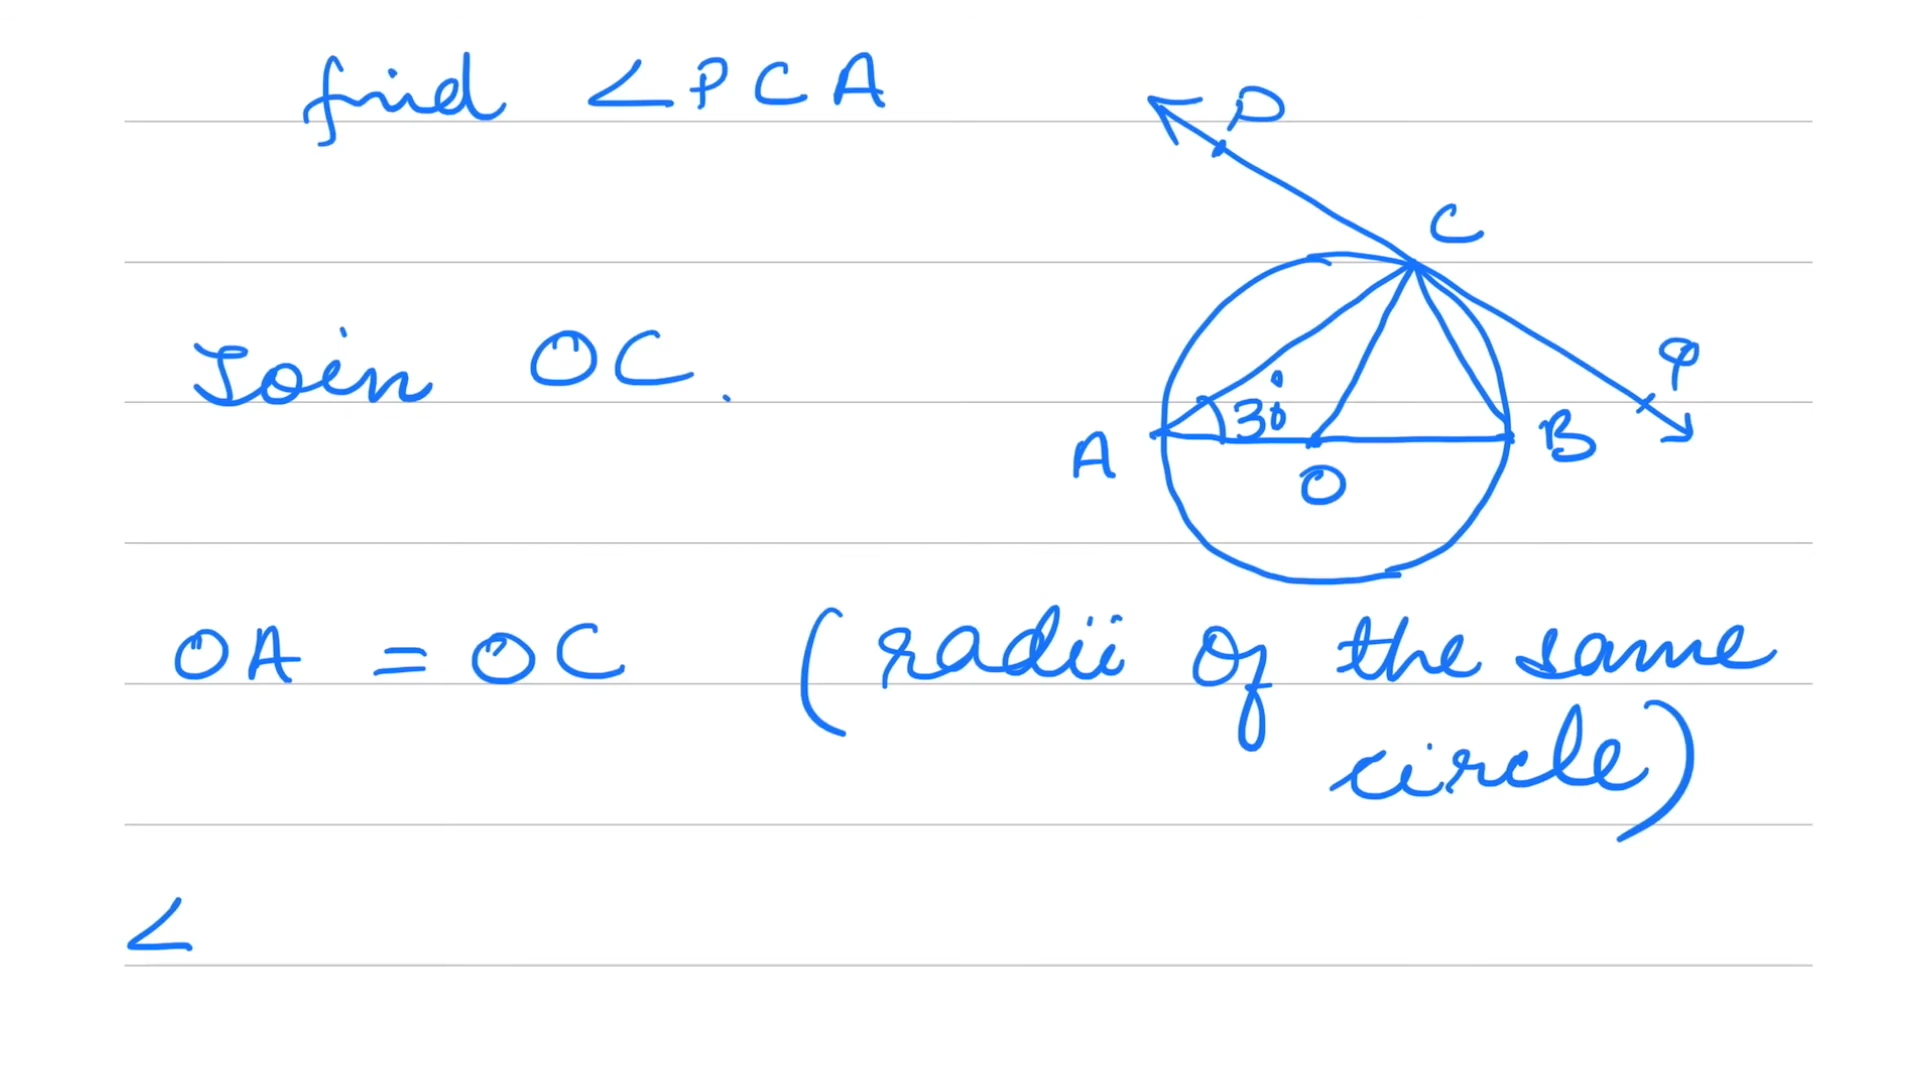 find ∠PCA
P
C
Join OC.
Q
A 30° B
O
OA = OC (radii of the same
circle)
∠